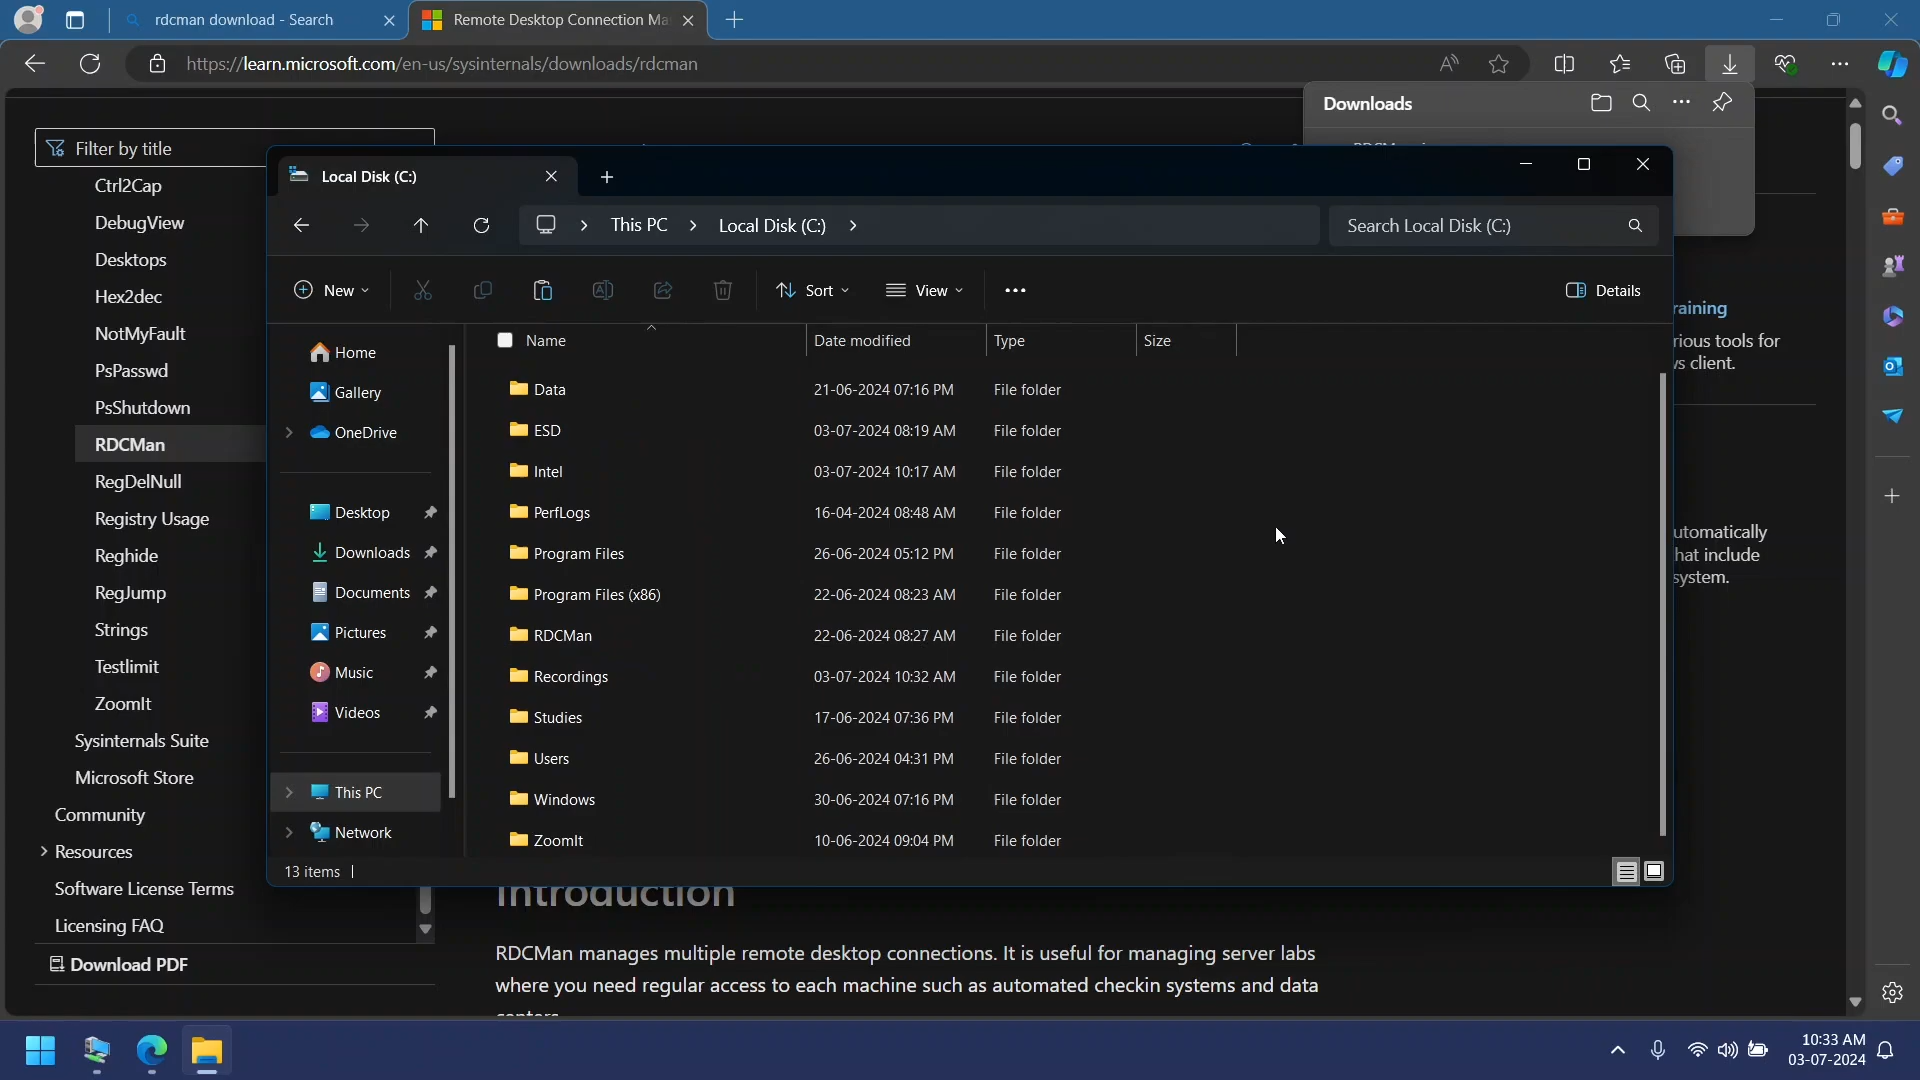 rdcman download - Search
Remote Desktop Connection Ma
https://learn.microsoft.com/en-us/sysinternals/downloads/rdcman
Downloads
Filter by title
Ctrl2Cap
DebugView
Desktops
Hex2dec
NotMyFault
PsPasswd
PsShutdown
RDCMan
RegDelNull
Registry Usage
Reghide
RegJump
Strings
Testlimit
ZoomIt
Sysinternals Suite
Microsoft Store
Community
Resources
Software License Terms
Licensing FAQ
Download PDF
Local Disk (C:)
This PC
Local Disk (C:)
Search Local Disk (C:)
New
Sort
View
Details
Home
Gallery
OneDrive
Desktop
Downloads
Documents
Pictures
Music
Videos
This PC
Network
Name Date modified Type Size
Data 21-06-2024 07:16 PM File folder
ESD 03-07-2024 08:19 AM File folder
Intel 03-07-2024 10:17 AM File folder
PerfLogs 16-04-2024 08:48 AM File folder
Program Files 26-06-2024 05:12 PM File folder
Program Files (x86) 22-06-2024 08:23 AM File folder
RDCMan 22-06-2024 08:27 AM File folder
Recordings 03-07-2024 10:32 AM File folder
Studies 17-06-2024 07:36 PM File folder
Users 26-06-2024 04:31 PM File folder
Windows 30-06-2024 07:16 PM File folder
ZoomIt 10-06-2024 09:04 PM File folder
13 items
raining
rious tools for
s client.
utomatically
hat include
system.
Introduction
RDCMan manages multiple remote desktop connections. It is useful for managing server labs
where you need regular access to each machine such as automated checkin systems and data
10:33 AM
03-07-2024